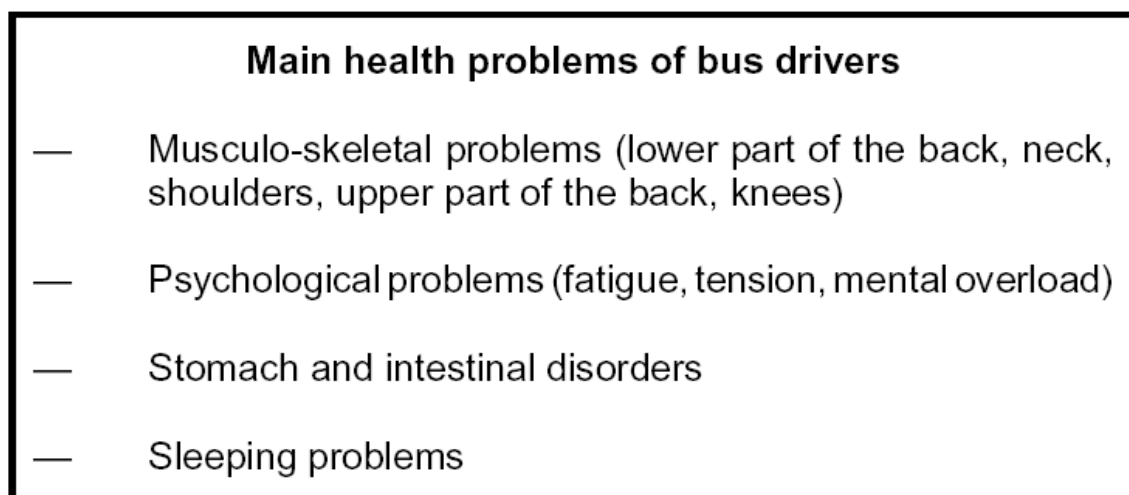 Main health problems of bus drivers
— Musculo-skeletal problems (lower part of the back, neck,
shoulders, upper part of the back, knees)
— Psychological problems (fatigue, tension, mental overload)
— Stomach and intestinal disorders
— Sleeping problems